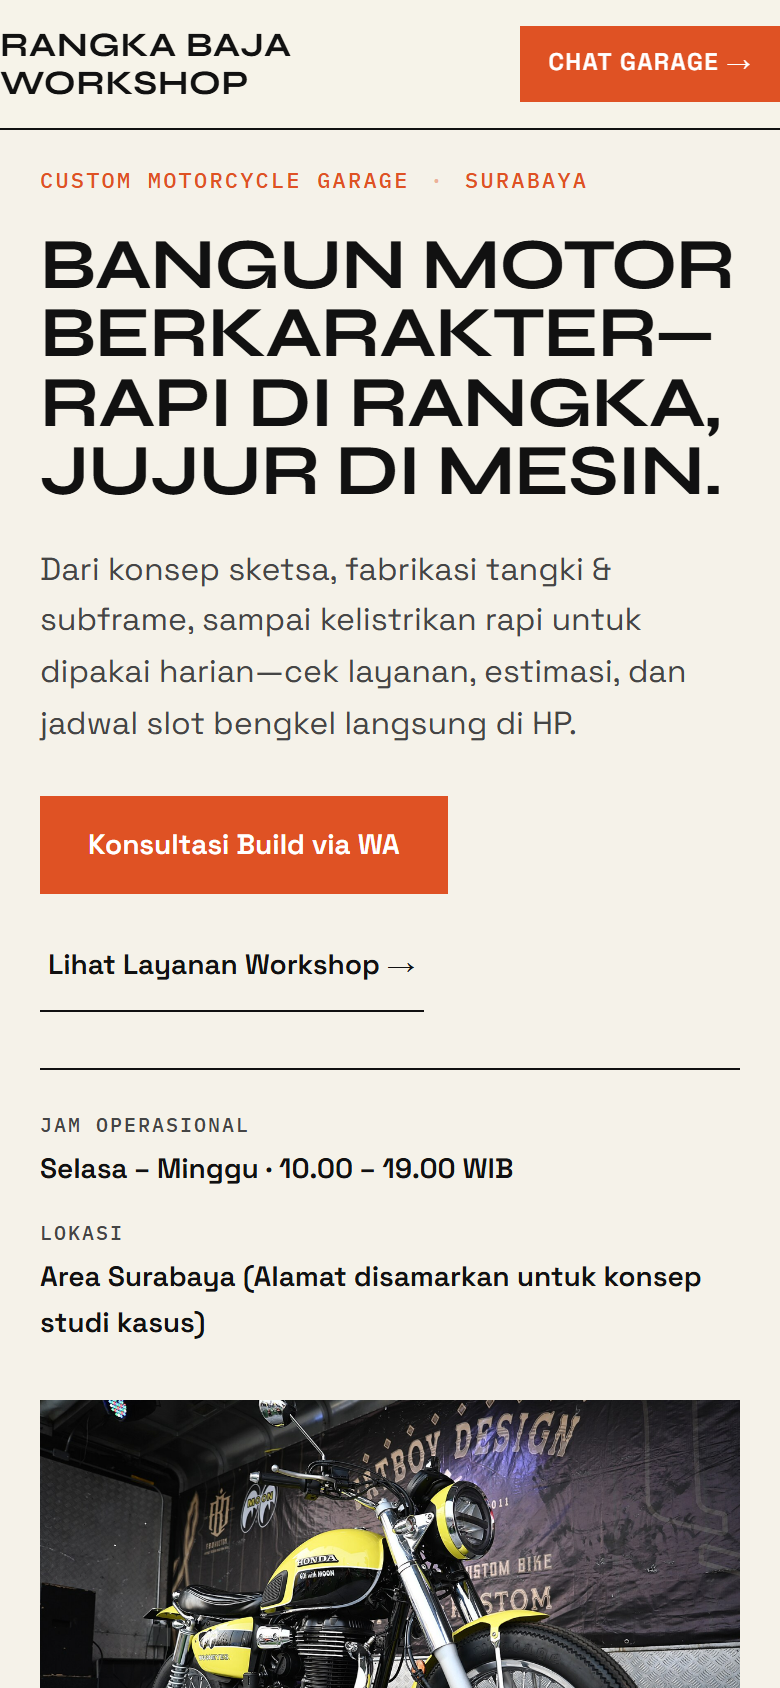 RANGKA BAJA
WORKSHOP
CHAT GARAGE →
CUSTOM MOTORCYCLE GARAGE · SURABAYA
BANGUN MOTOR
BERKARAKTER—
RAPI DI RANGKA,
JUJUR DI MESIN.
Dari konsep sketsa, fabrikasi tangki &
subframe, sampai kelistrikan rapi untuk
dipakai harian—cek layanan, estimasi, dan
jadwal slot bengkel langsung di HP.
Konsultasi Build via WA
Lihat Layanan Workshop →
JAM OPERASIONAL
Selasa – Minggu · 10.00 – 19.00 WIB
LOKASI
Area Surabaya (Alamat disamarkan untuk konsep
studi kasus)
DESIGN
MOON
HONDA